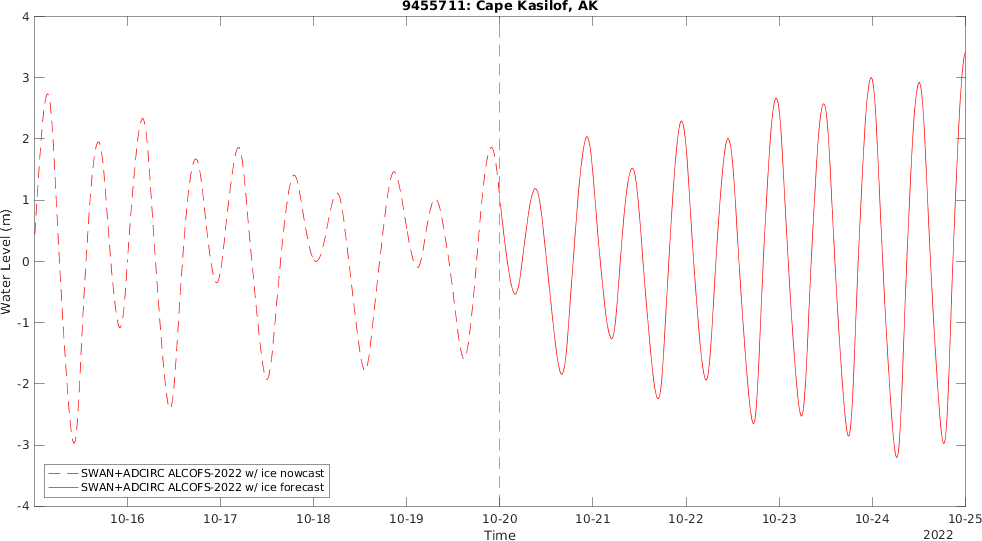 9455711: Cape Kasilof, AK
Water Level (m)
4
3
2
1
0
-1
-2
-3
-4
SWAN+ADCIRC ALCOFS-2022 w/ ice nowcast
SWAN+ADCIRC ALCOFS-2022 w/ ice forecast
10-16 10-17 10-18 10-19 10-20 10-21 10-22 10-23 10-24 10-25
Time
2022